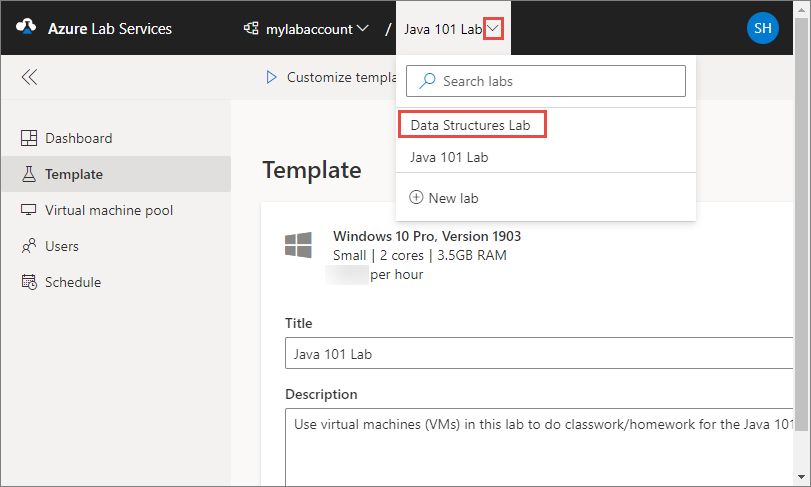 Azure Lab Services
mylabaccount
/
Java 101 Lab
SH
Customize templa
Search labs
Data Structures Lab
Java 101 Lab
New lab
Dashboard
Template
Virtual machine pool
Users
Schedule
Template
Windows 10 Pro, Version 1903
Small | 2 cores | 3.5GB RAM
per hour
Title
Java 101 Lab
Description
Use virtual machines (VMs) in this lab to do classwork/homework for the Java 101